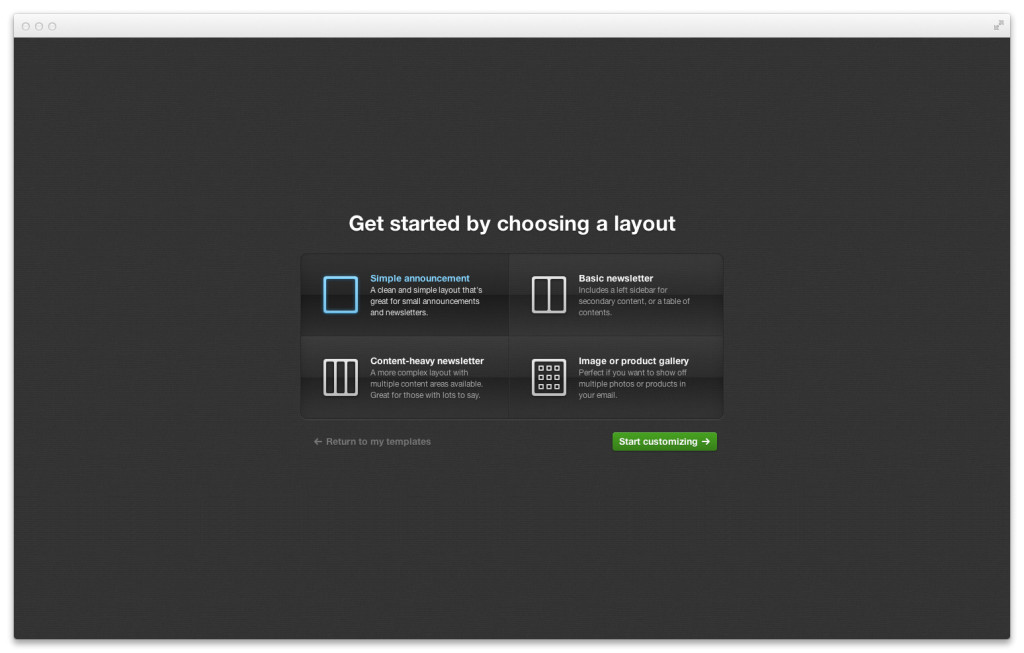 Get started by choosing a layout
Simple announcement
A clean and simple layout that's
great for small announcements
and newsletters.
Basic newsletter
Includes a left sidebar for
secondary content, or a table of
contents.
Content-heavy newsletter
A more complex layout with
multiple content areas available.
Great for those with lots to say.
Image or product gallery
Perfect if you want to show off
multiple photos or products in
your email.
← Return to my templates
Start customizing →